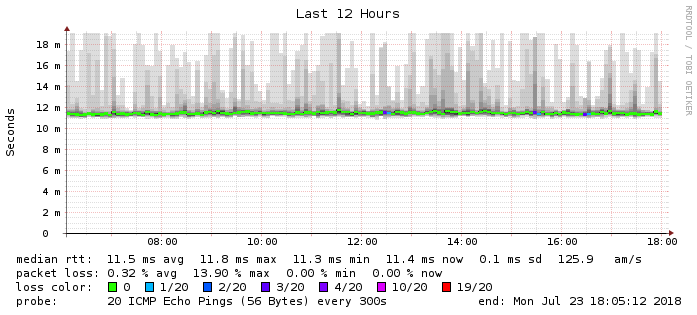 Last 12 Hours
RRDTOOL / TOBI OETIKER
Seconds
18 m
16 m
14 m
12 m
10 m
8 m
6 m
4 m
2 m
0
08:00 10:00 12:00 14:00 16:00 18:00
median rtt: 11.5 ms avg 11.8 ms max 11.3 ms min 11.4 ms now 0.1 ms sd 125.9 am/s
packet loss: 0.32 % avg 13.90 % max 0.00 % min 0.00 % now
loss color: 0 1/20 2/20 3/20 4/20 10/20 19/20
probe: 20 ICMP Echo Pings (56 Bytes) every 300s end: Mon Jul 23 18:05:12 2018